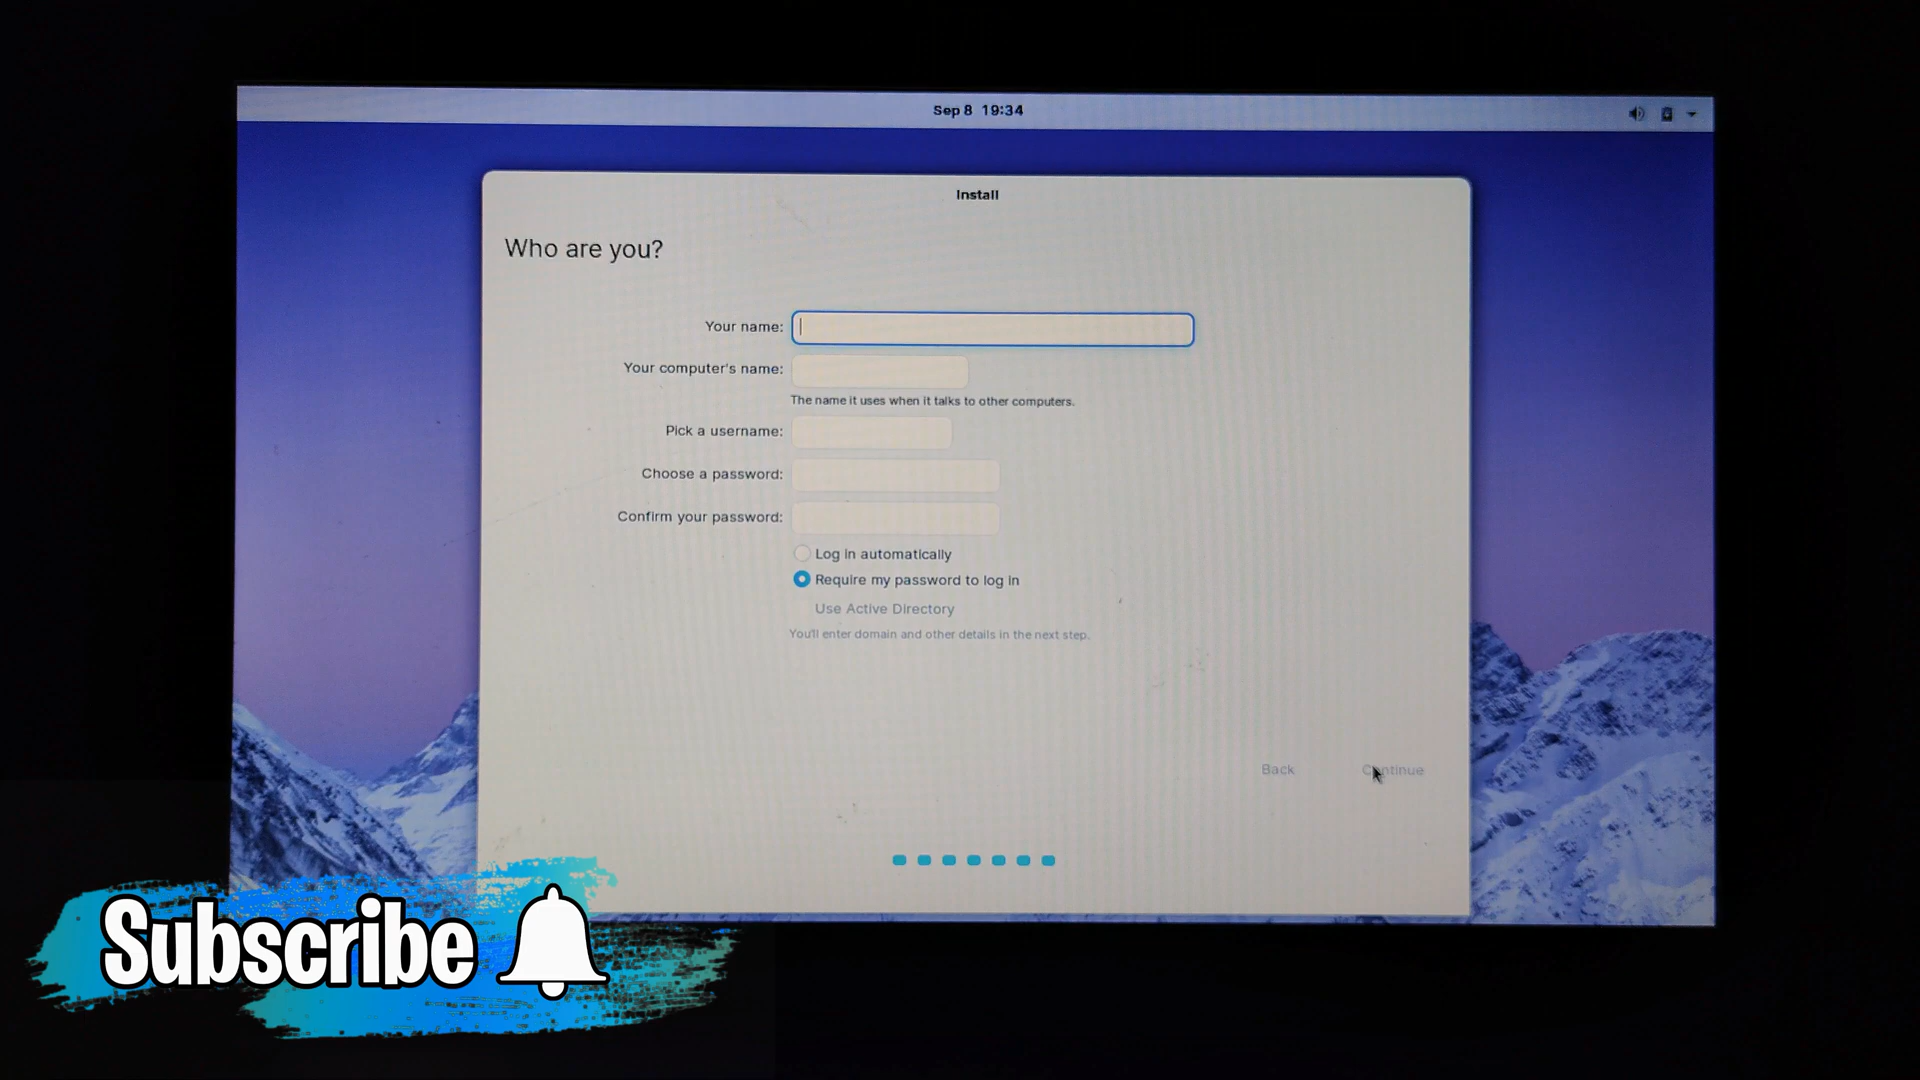 Sep 8 19:34
Install
Who are you?
Your name:
Your computer's name:
The name it uses when it talks to other computers.
Pick a username:
Choose a password:
Confirm your password:
Log in automatically
Require my password to log in
Use Active Directory
You'll enter domain and other details in the next step.
Back Continue
Subscribe